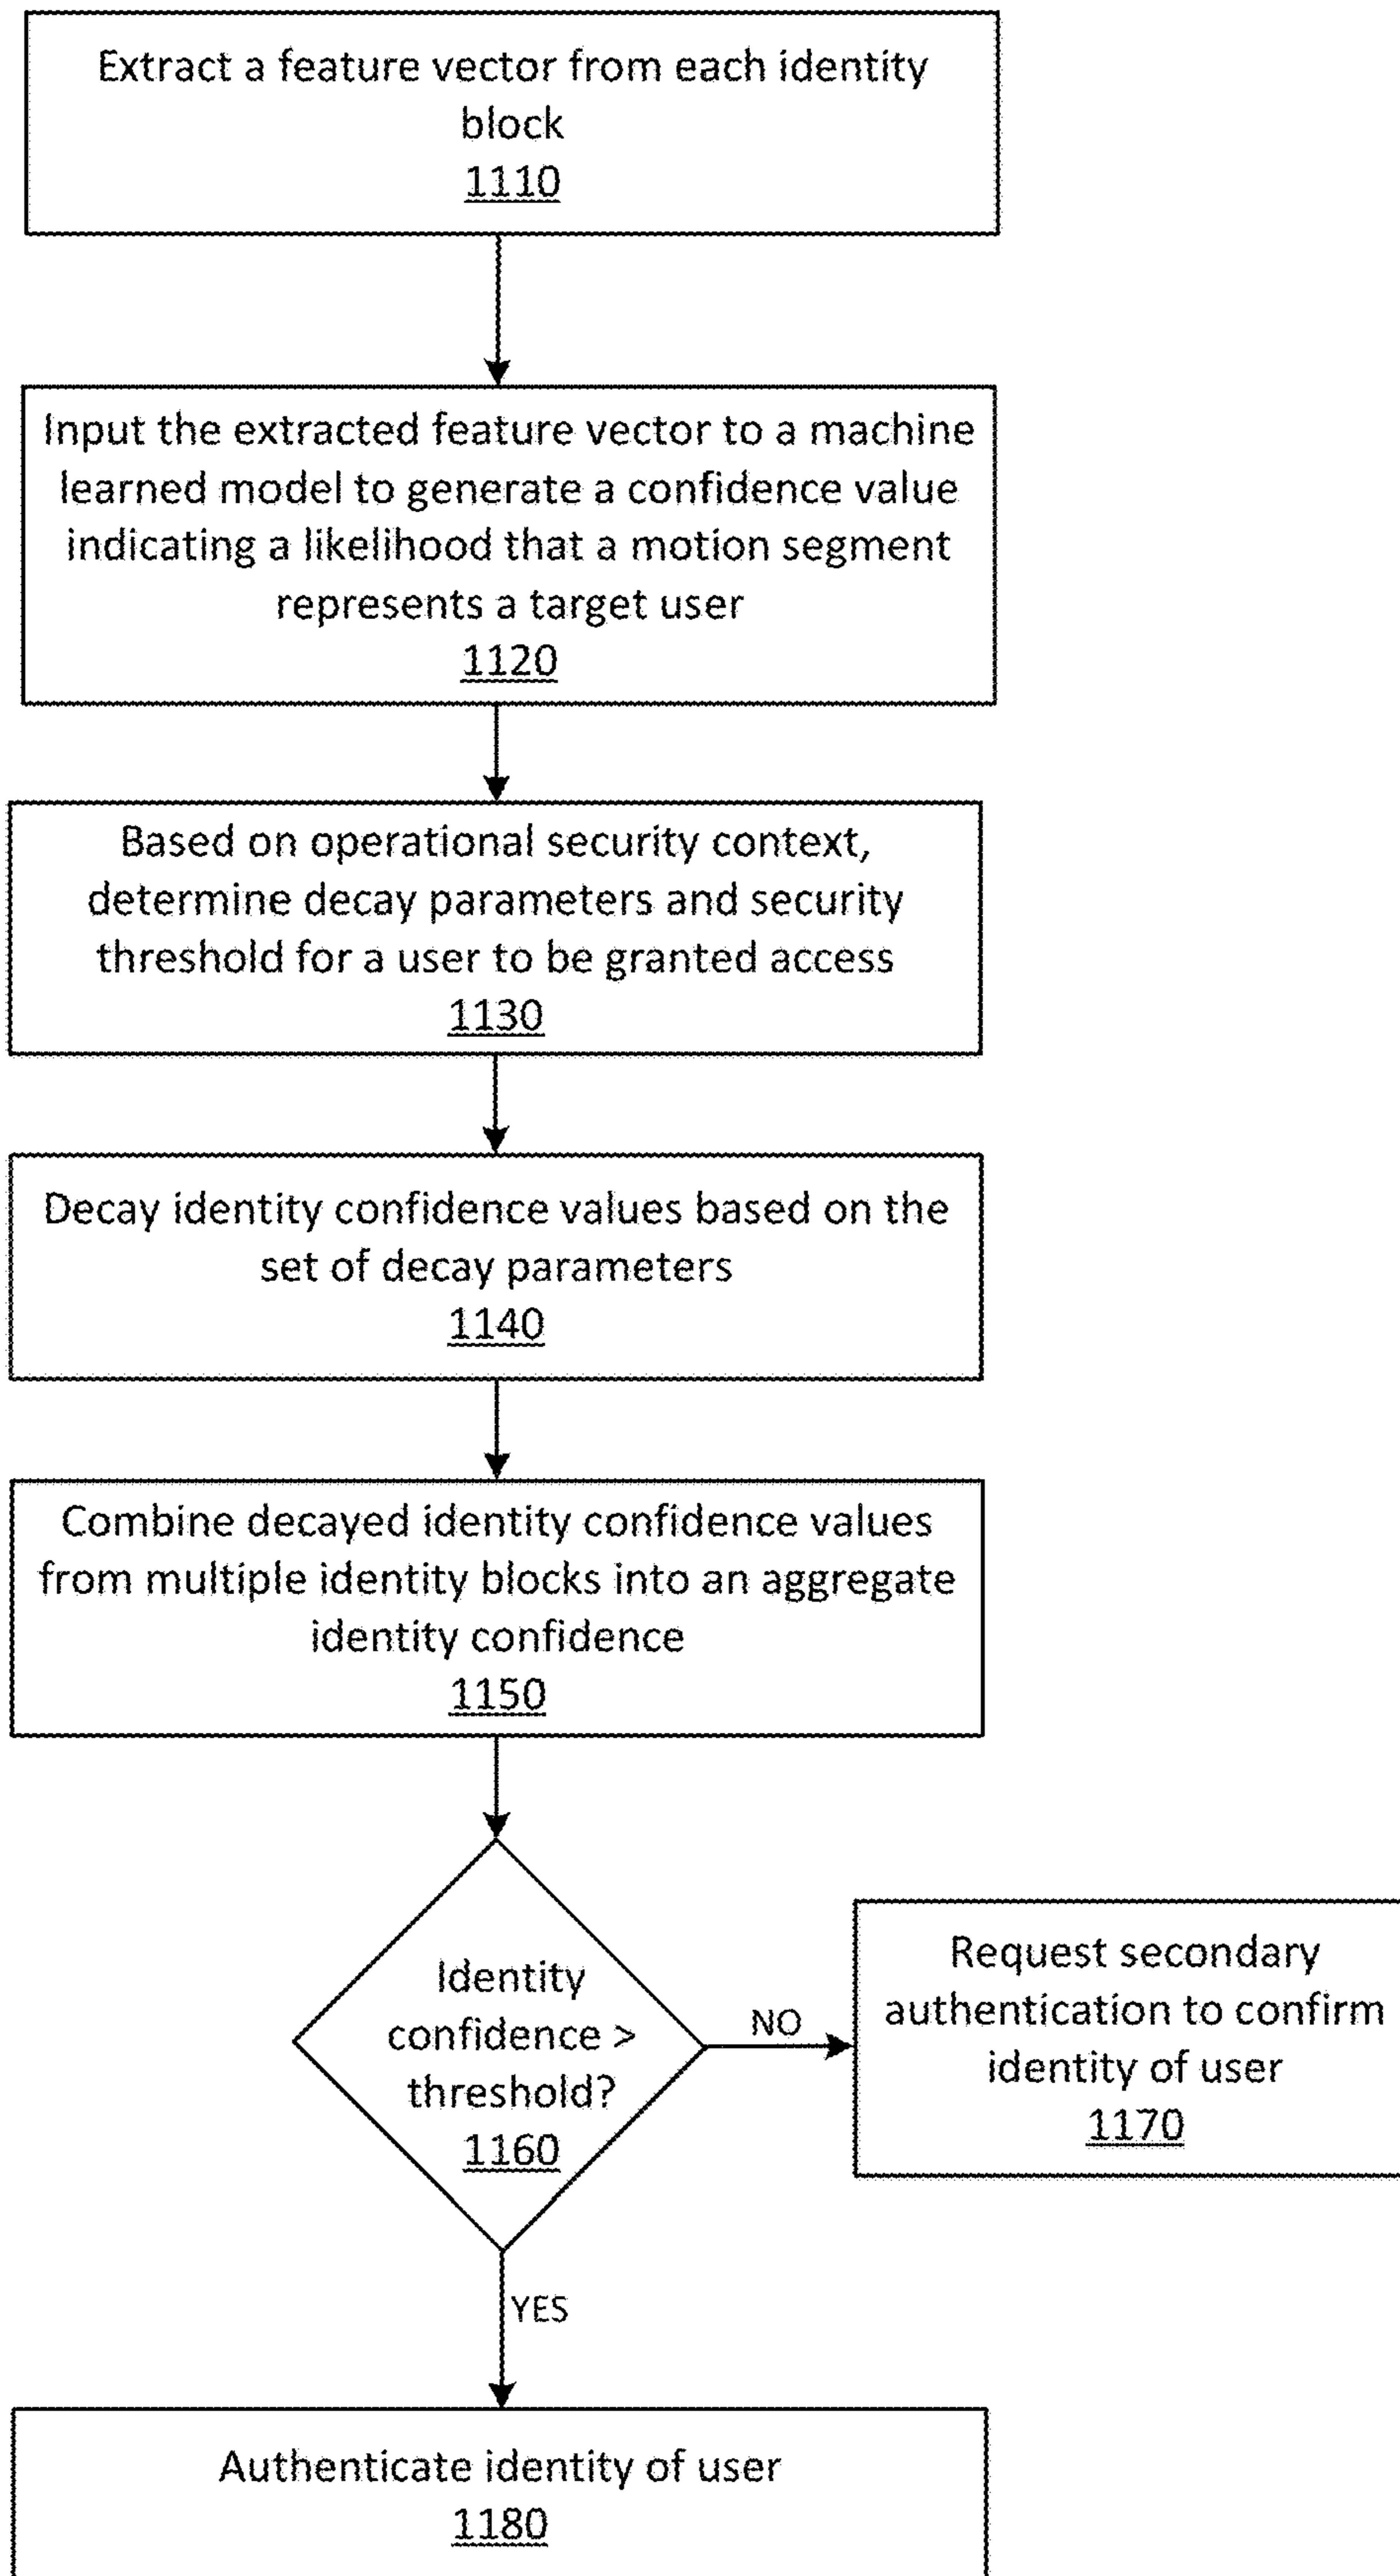 Extract a feature vector from each identity
block
1110
Input the extracted feature vector to a machine
learned model to generate a confidence value
indicating a likelihood that a motion segment
represents a target user
1120
Based on operational security context,
determine decay parameters and security
threshold for a user to be granted access
1130
Decay identity confidence values based on the
set of decay parameters
1140
Combine decayed identity confidence values
from multiple identity blocks into an aggregate
identity confidence
1150
Identity
confidence >
threshold?
1160
NO
Request secondary
authentication to confirm
identity of user
1170
YES
Authenticate identity of user
1180